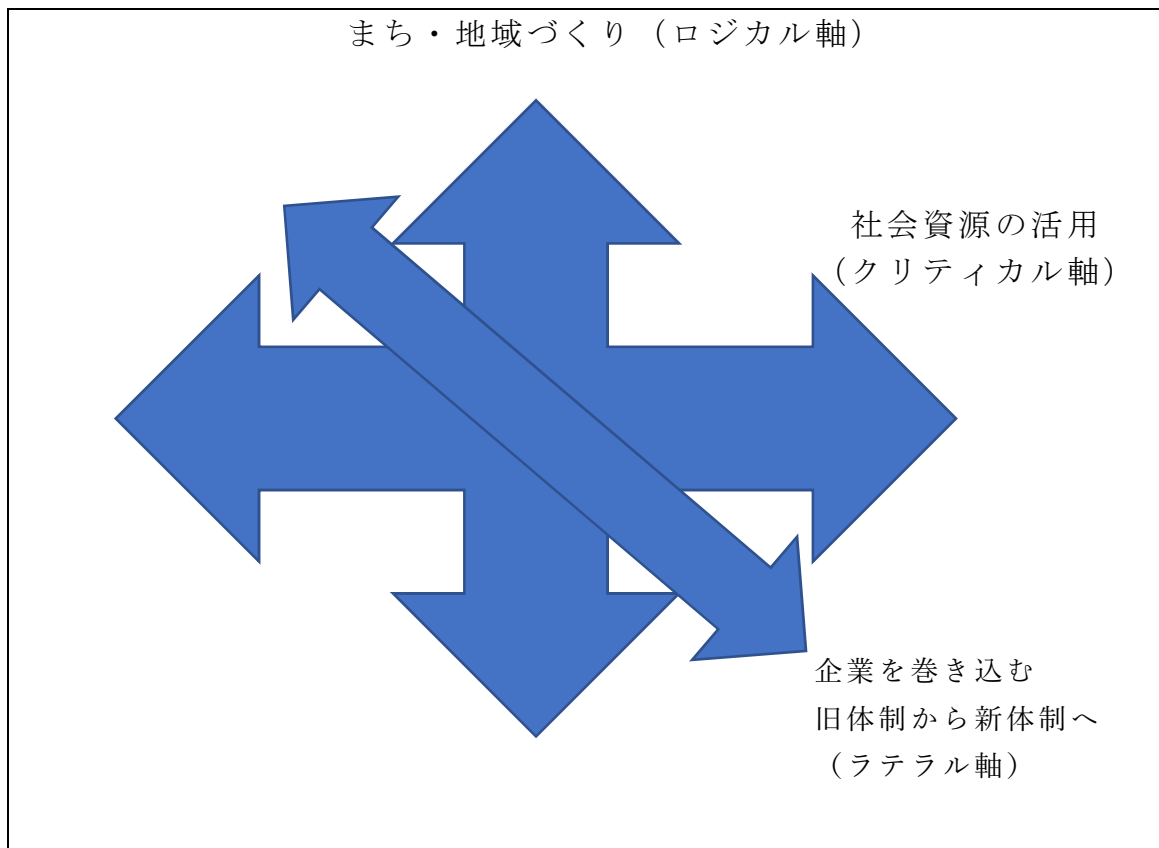 まち・地域づくり（ロジカル軸）
社会資源の活用
（クリティカル軸）
企業を巻き込む
旧体制から新体制へ
（ラテラル軸）